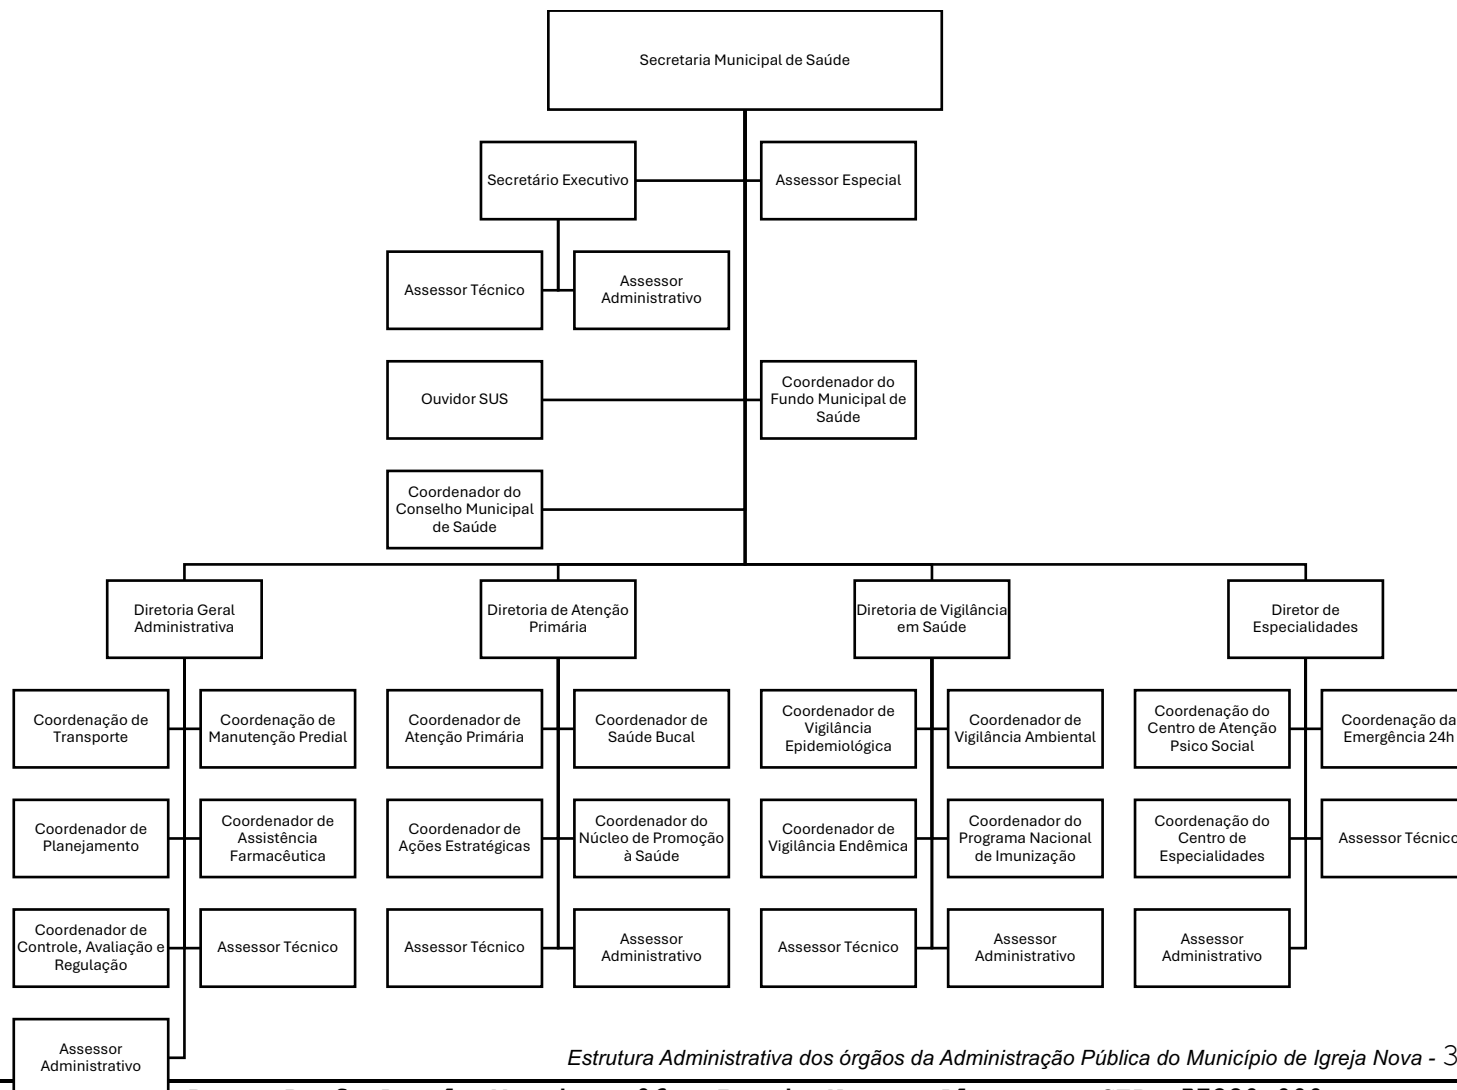 Secretaria Municipal de Saúde
Secretário Executivo
Assessor Especial
Assessor Técnico
Assessor
Administrativo
Ouvidor SUS
Coordenador do
Fundo Municipal de
Saúde
Coordenador do
Conselho Municipal
de Saúde
Diretoria Geral
Administrativa
Diretoria de Atenção
Primária
Diretoria de Vigilância
em Saúde
Diretor de
Especialidades
Coordenação de
Transporte
Coordenação de
Manutenção Predial
Coordenador de
Atenção Primária
Coordenador de
Saúde Bucal
Coordenador de
Vigilância
Epidemiológica
Coordenador de
Vigilância Ambiental
Coordenação do
Centro de Atenção
Psico Social
Coordenação da
Emergência 24h
Coordenador de
Planejamento
Coordenador de
Assistência
Farmacêutica
Coordenador de
Ações Estratégicas
Coordenador do
Núcleo de Promoção
à Saúde
Coordenador de
Vigilância Endêmica
Coordenador do
Programa Nacional
de Imunização
Coordenação do
Centro de
Especialidades
Assessor Técnico
Coordenador de
Controle, Avaliação e
Regulação
Assessor Técnico
Assessor Técnico
Assessor
Administrativo
Assessor Técnico
Assessor
Administrativo
Assessor
Administrativo
Assessor
Administrativo
Estrutura Administrativa dos órgãos da Administração Pública do Município de Igreja Nova - 3